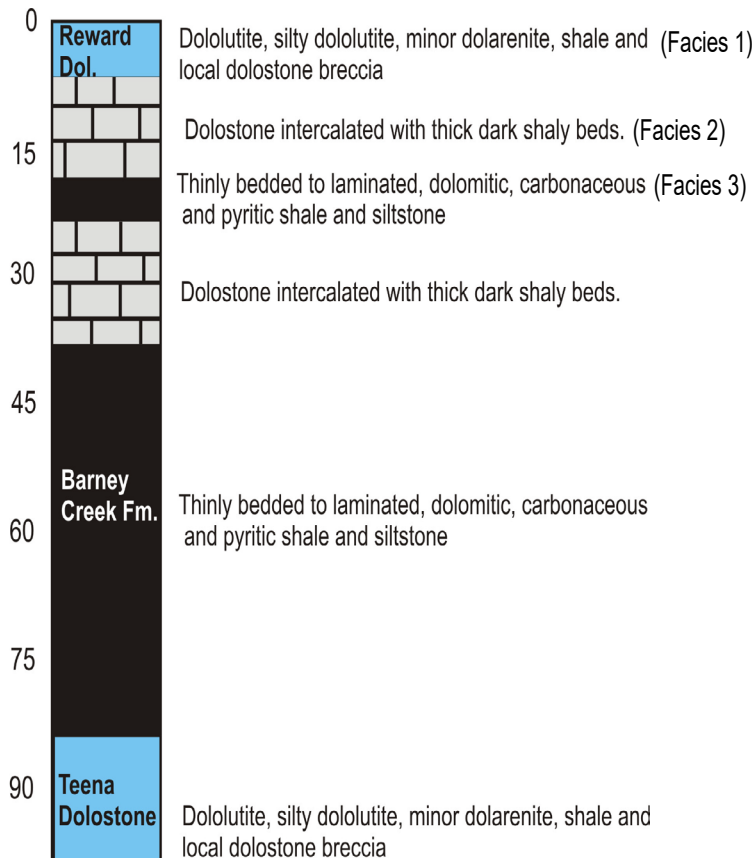 0
Reward
Dol.
Dololutite, silty dololutite, minor dolarenite, shale and (Facies 1)
local dolostone breccia
Dolostone intercalated with thick dark shaly beds. (Facies 2)
15
Thinly bedded to laminated, dolomitic, carbonaceous (Facies 3)
and pyritic shale and siltstone
30
Dolostone intercalated with thick dark shaly beds.
45
Barney
Creek Fm.
Thinly bedded to laminated, dolomitic, carbonaceous
and pyritic shale and siltstone
60
75
90
Teena
Dolostone
Dololutite, silty dololutite, minor dolarenite, shale and
local dolostone breccia